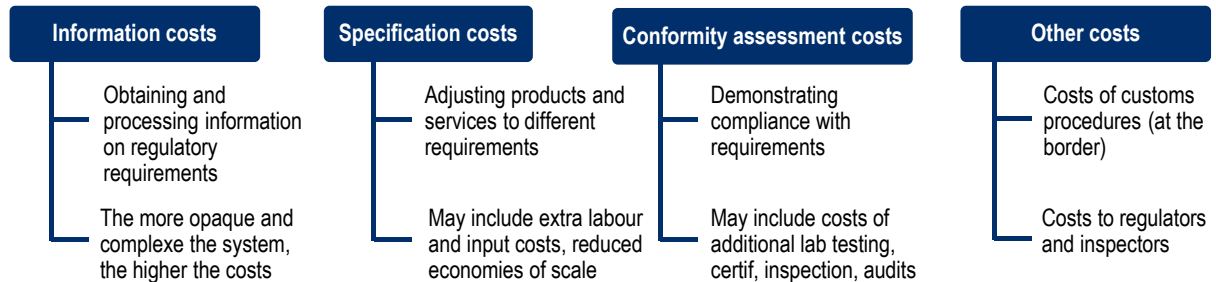 Information costs
Obtaining and
processing information
on regulatory
requirements
The more opaque and
complexe the system,
the higher the costs
Specification costs
Adjusting products and
services to different
requirements
May include extra labour
and input costs, reduced
economies of scale
Conformity assessment costs
Demonstrating
compliance with
requirements
May include costs of
additional lab testing,
certif, inspection, audits
Other costs
Costs of customs
procedures (at the
border)
Costs to regulators
and inspectors